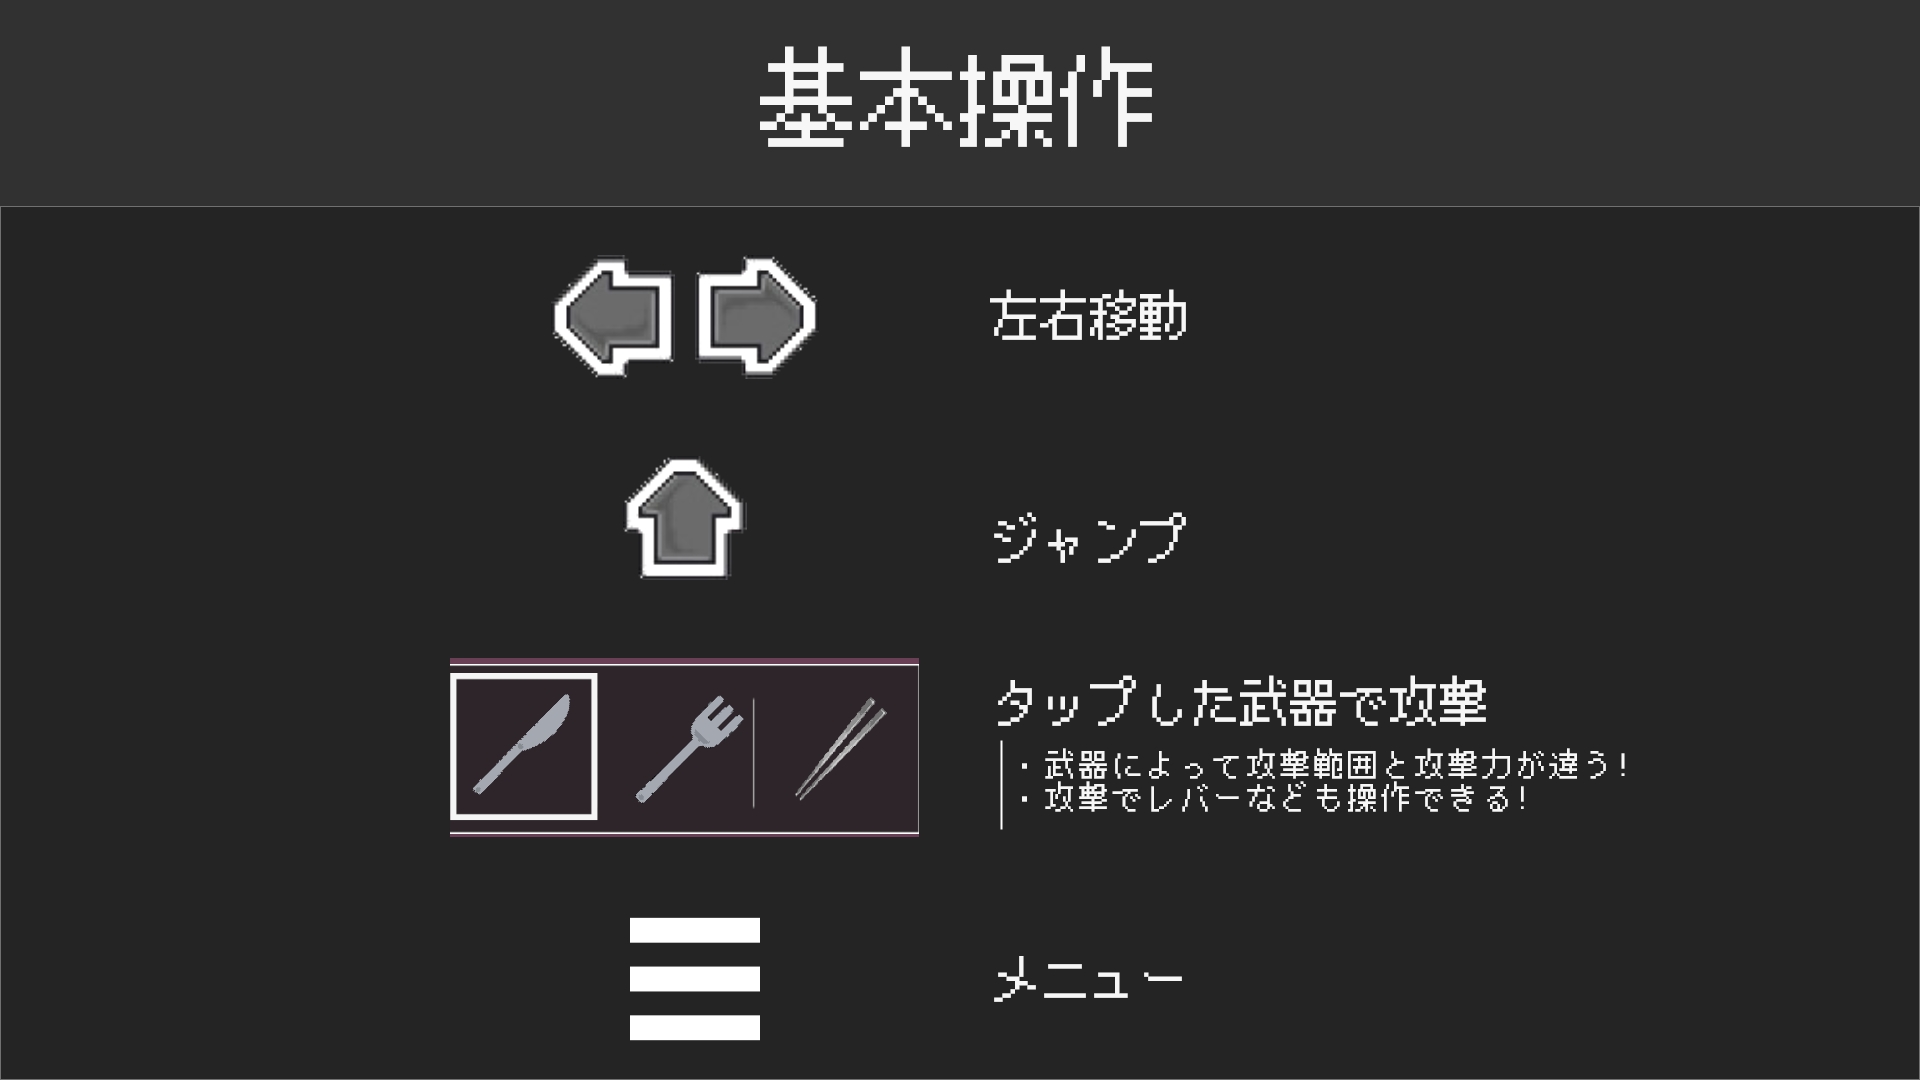 基本操作
左右移動
ジャンプ
タップした武器で攻撃
・武器によって攻撃範囲と攻撃力が違う!
・攻撃でレバーなども操作できる!
メニュー